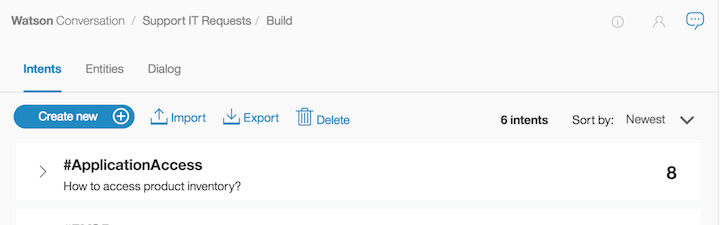 Watson Conversation / Support IT Requests / Build
Intents Entities Dialog
Create new Import Export Delete 6 intents Sort by: Newest
#ApplicationAccess 8
How to access product inventory?